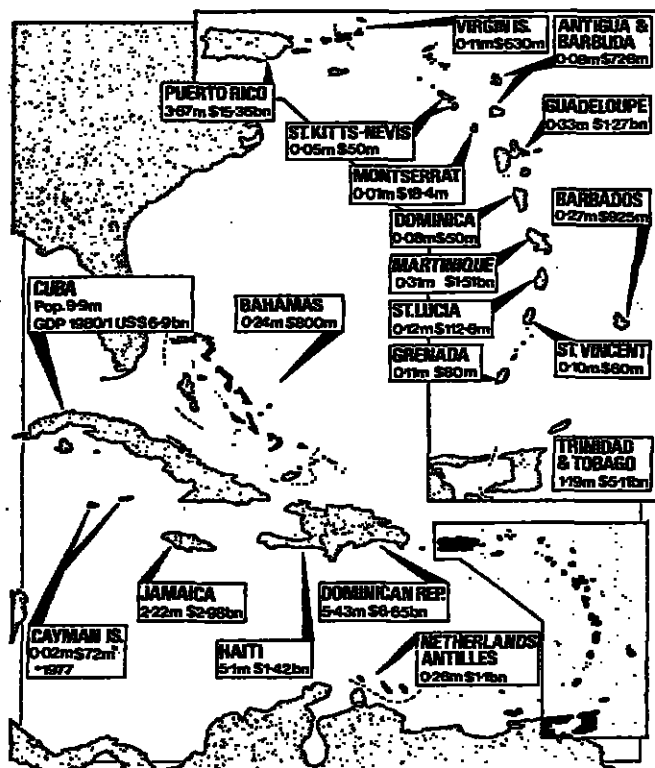 VIRGIN IS.
0·11m $630m
ANTIGUA &
BARBUDA
0·08m $72·8m
PUERTO RICO
3·67m $15·35bn
GUADELOUPE
0·33m $1·27bn
ST. KITTS-NEVIS
0·05m $50m
MONTSERRAT
0·01m $18·4m
DOMINICA
0·08m $50m
BARBADOS
0·27m $825m
MARTINIQUE
0·31m $1·51bn
CUBA
Pop. 9·9m
GDP 1980/1 US$6·9bn
BAHAMAS
0·24m $800m
ST. LUCIA
0·12m $112·8m
GRENADA
0·11m $60m
ST. VINCENT
0·10m $60m
TRINIDAD
& TOBAGO
1·19m $5·11bn
JAMAICA
2·22m $2·98bn
DOMINICAN REP.
5·43m $6·65bn
CAYMAN IS.
0·02m $72m*
*1977
HAITI
5·1m $1·42bn
NETHERLANDS
ANTILLES
0·26m $1·1bn